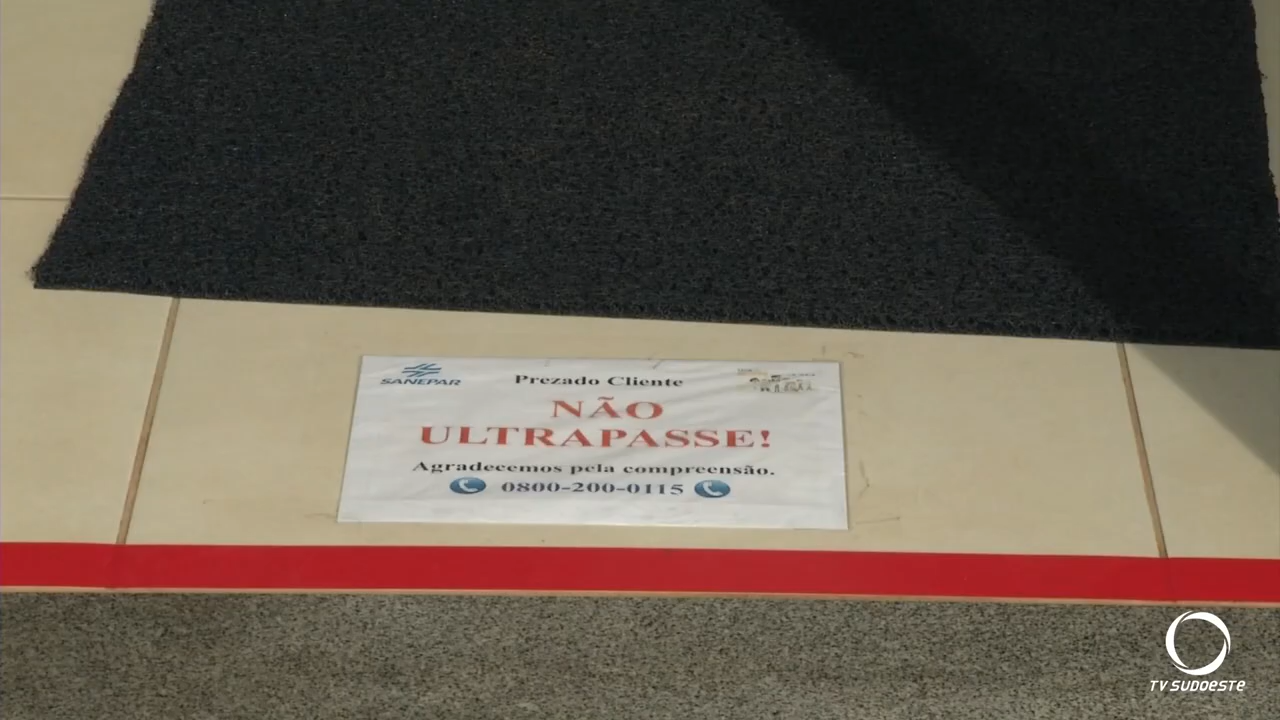 SANEPAR
Prezado Cliente
NÃO
ULTRAPASSE!
Agradecemos pela compreensão.
0800-200-0115
TV SUDOESTE